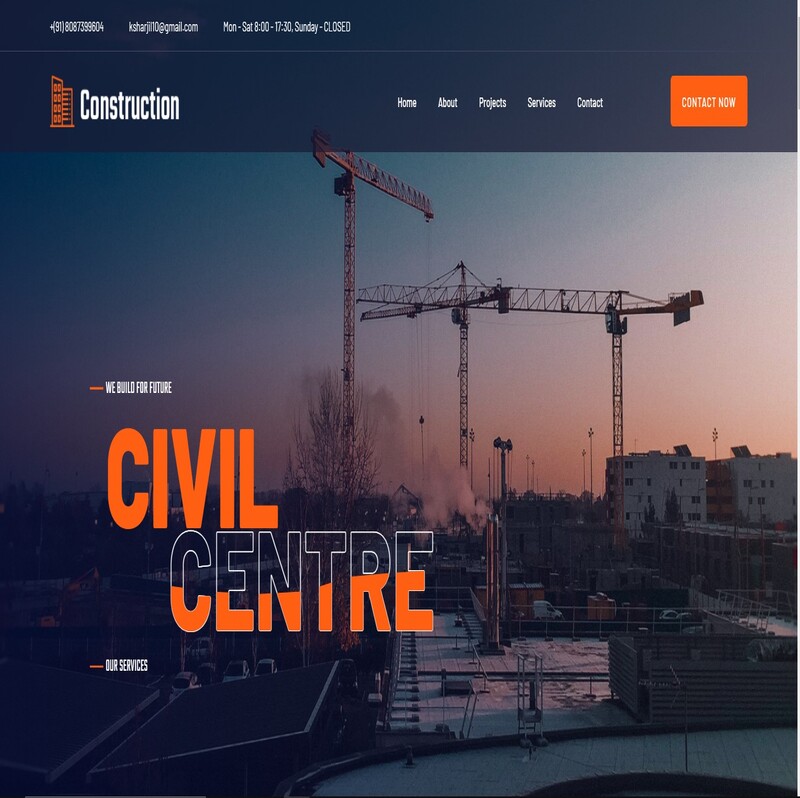 +(91) 8087399604 ksharjil10@gmail.com Mon - Sat 8:00 - 17:30, Sunday - CLOSED
Construction Home About Projects Services Contact CONTACT NOW
WE BUILD FOR FUTURE
CIVIL
CENTRE
OUR SERVICES